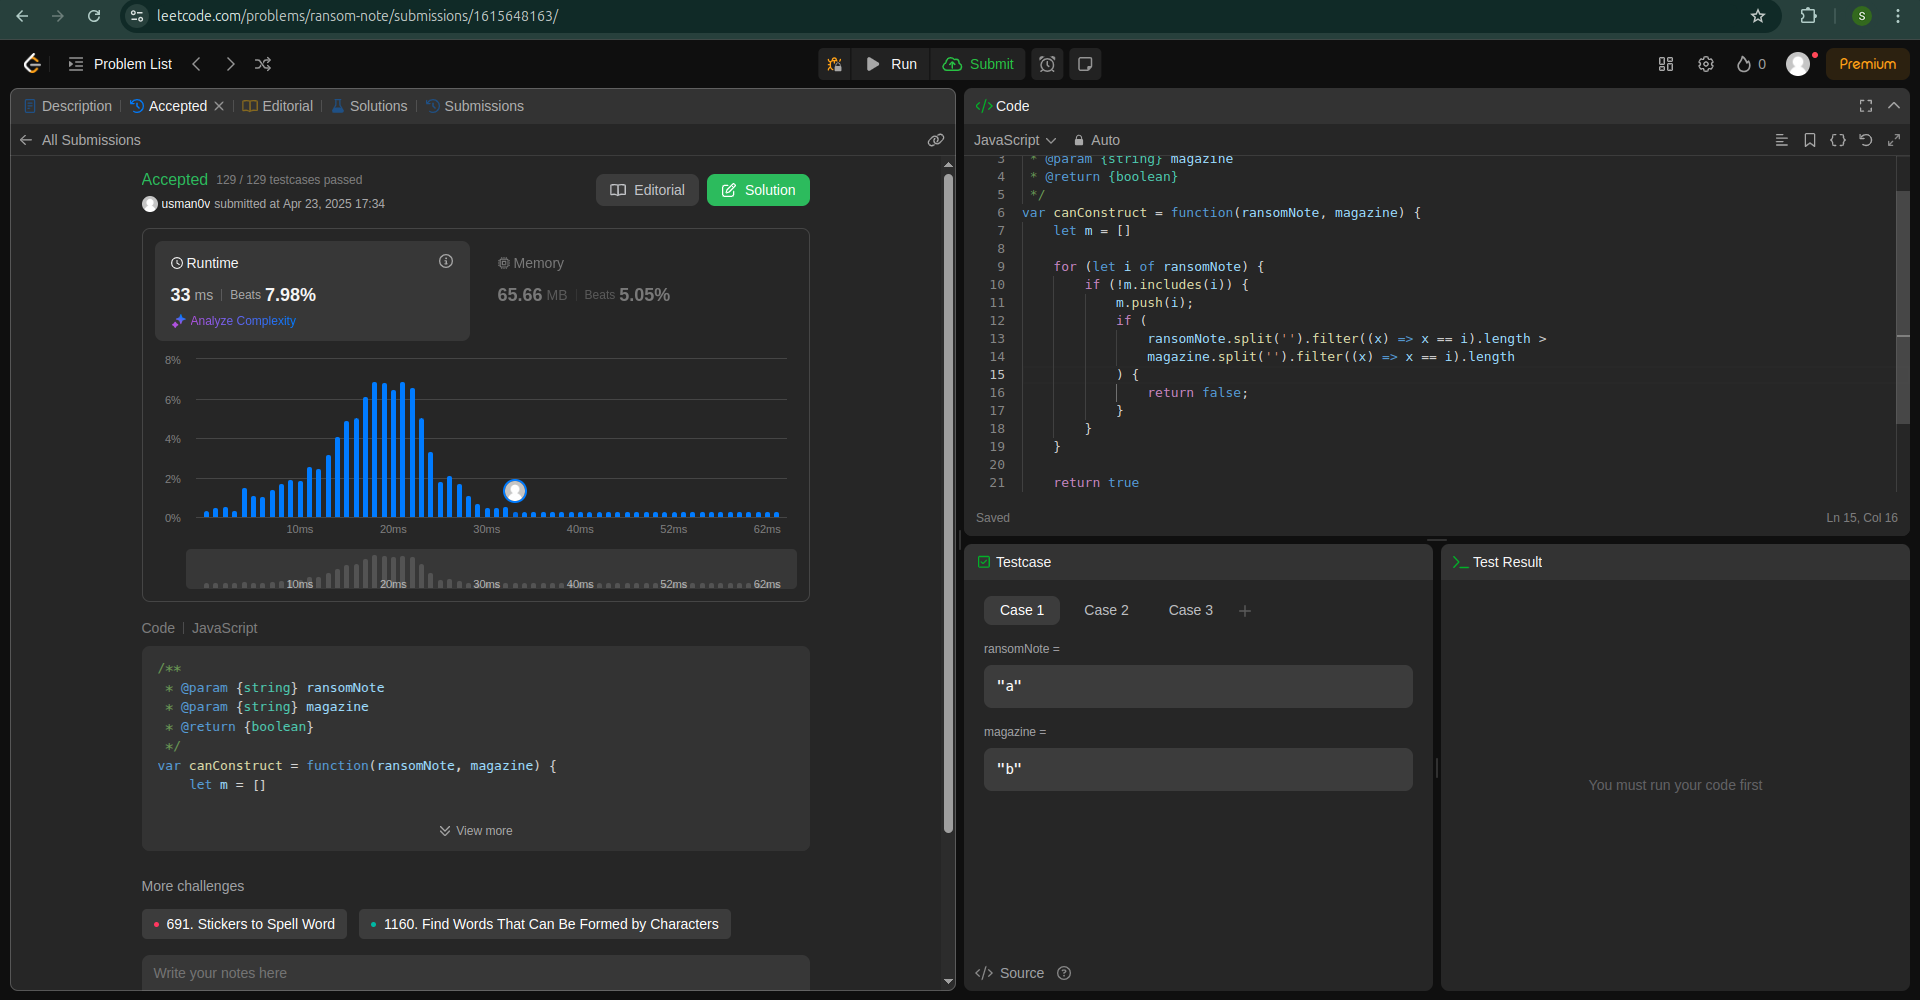 leetcode.com/problems/ransom-note/submissions/1615648163/
S
Problem List
Run
Submit
0
Premium
Description
Accepted
Editorial
Solutions
Submissions
All Submissions
Accepted 129 / 129 testcases passed
usman0v submitted at Apr 23, 2025 17:34
Editorial
Solution
Runtime
33 ms Beats 7.98%
Analyze Complexity
Memory
65.66 MB Beats 5.05%
8%
6%
4%
2%
0%
10ms 20ms 30ms 40ms 52ms 62ms
10ms 20ms 30ms 40ms 52ms 62ms
Code JavaScript
/**
 * @param {string} ransomNote
 * @param {string} magazine
 * @return {boolean}
 */
var canConstruct = function(ransomNote, magazine) {
    let m = []
View more
More challenges
691. Stickers to Spell Word
1160. Find Words That Can Be Formed by Characters
Write your notes here
</> Code
JavaScript Auto
3  * @param {string} magazine
4  * @return {boolean}
5  */
6 var canConstruct = function(ransomNote, magazine) {
7     let m = []
8
9     for (let i of ransomNote) {
10         if (!m.includes(i)) {
11             m.push(i);
12             if (
13                 ransomNote.split('').filter((x) => x == i).length >
14                 magazine.split('').filter((x) => x == i).length
15             ) {
16                 return false;
17             }
18         }
19     }
20
21     return true
Saved
Ln 15, Col 16
Testcase
Case 1
Case 2
Case 3
+
ransomNote =
"a"
magazine =
"b"
</> Source
Test Result
You must run your code first